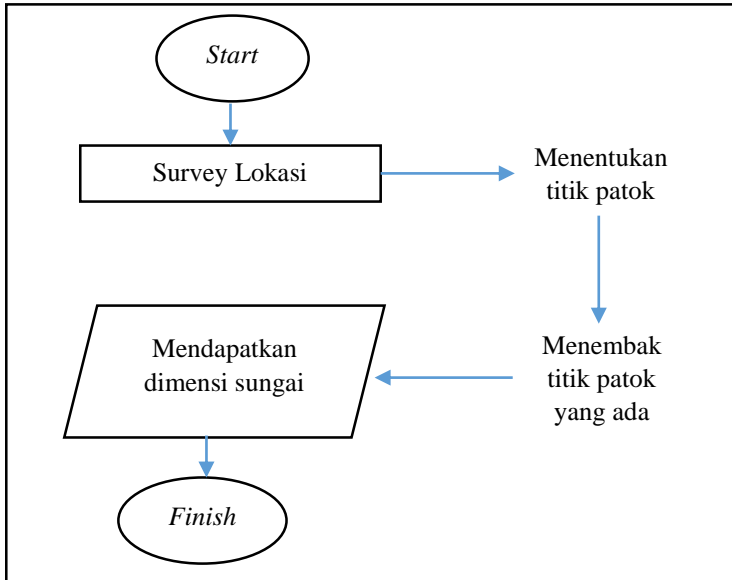 Start
Survey Lokasi
Menentukan
titik patok
Menembak
titik patok
yang ada
Mendapatkan
dimensi sungai
Finish